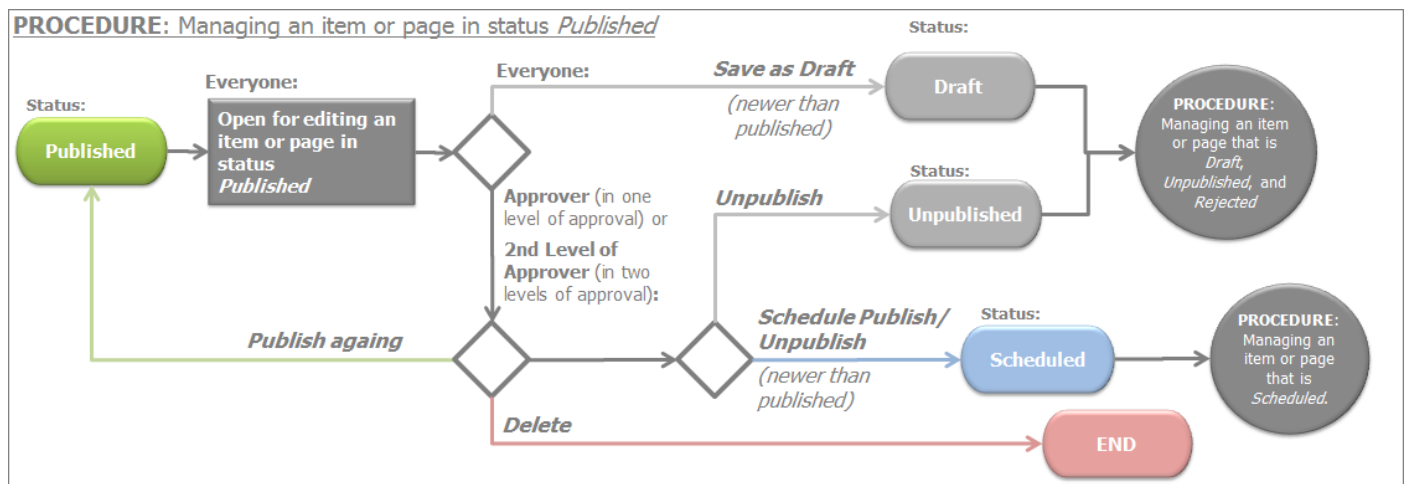 PROCEDURE: Managing an item or page in status Published
Status:
Published
Everyone:
Open for editing an
item or page in
status
Published
Everyone:
Save as Draft
(newer than
published)
Status:
Draft
PROCEDURE:
Managing an item
or page that is
Draft,
Unpublished, and
Rejected
Approver (in one
level of approval) or
2nd Level of
Approver (in two
levels of approval):
Unpublish
Status:
Unpublished
Publish againg
Schedule Publish/
Unpublish
(newer than
published)
Status:
Scheduled
PROCEDURE:
Managing an
item or page
that is
Scheduled.
Delete
END